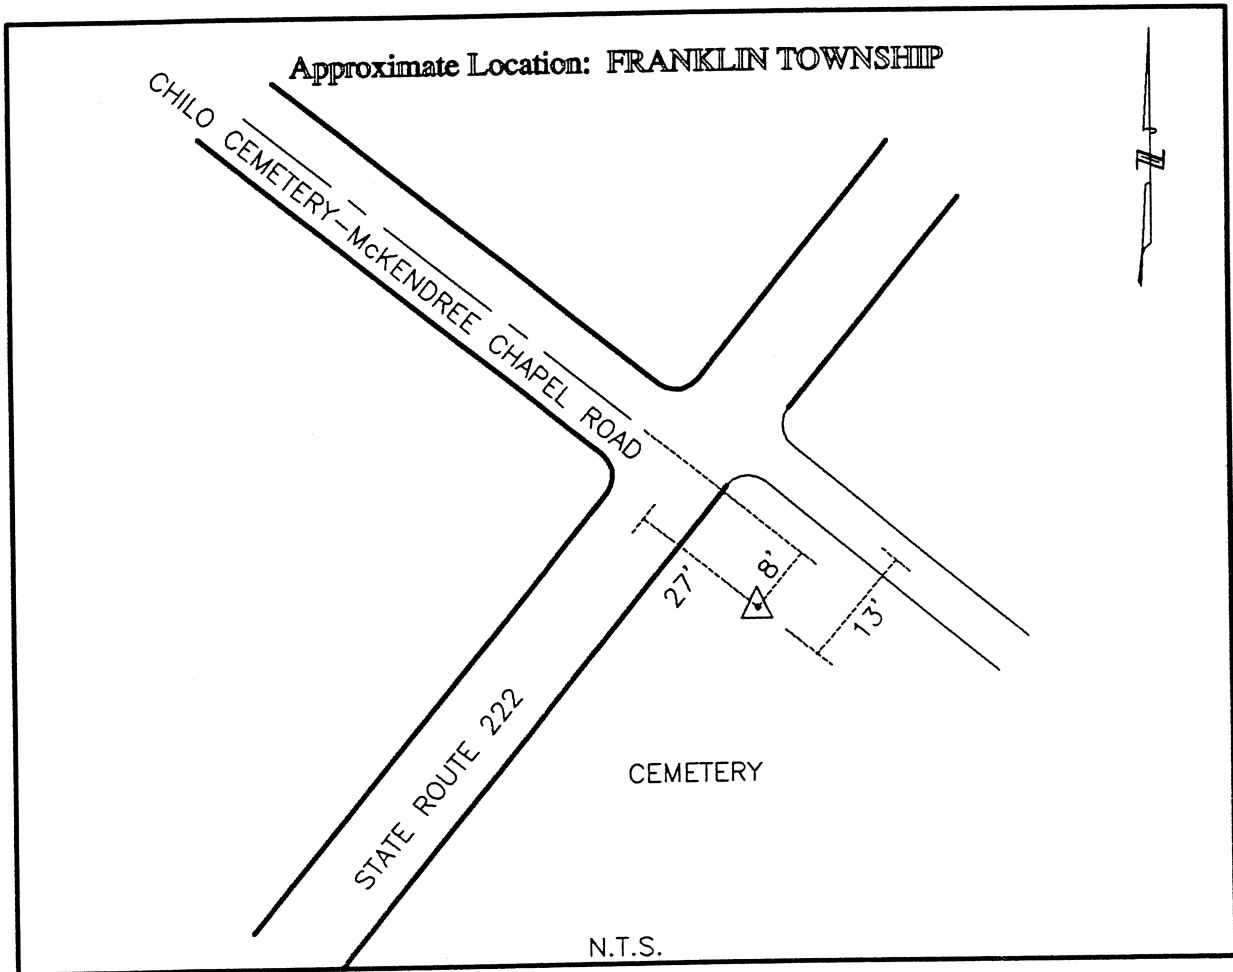 Approximate Location: FRANKLIN TOWNSHIP
N
CHILO CEMETERY-McKENDREE CHAPEL ROAD
27'
8'
13'
STATE ROUTE 222
CEMETERY
N.T.S.